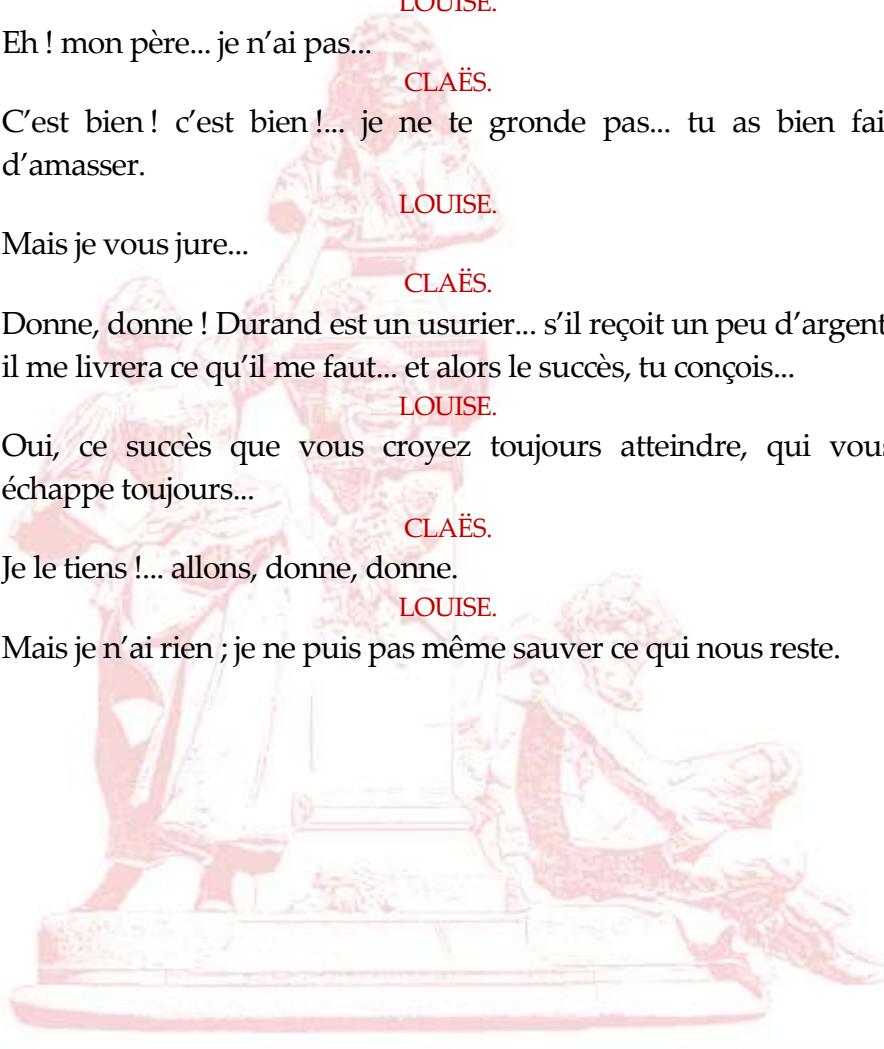 LOUISE.
Eh ! mon père... je n’ai pas...
CLAËS.
C’est bien ! c’est bien !... je ne te gronde pas... tu as bien fai
d’amasser.
LOUISE.
Mais je vous jure...
CLAËS.
Donne, donne ! Durand est un usurier... s’il reçoit un peu d’argent
il me livrera ce qu’il me faut... et alors le succès, tu conçois...
LOUISE.
Oui, ce succès que vous croyez toujours atteindre, qui vous
échappe toujours...
CLAËS.
Je le tiens !... allons, donne, donne.
LOUISE.
Mais je n’ai rien ; je ne puis pas même sauver ce qui nous reste.